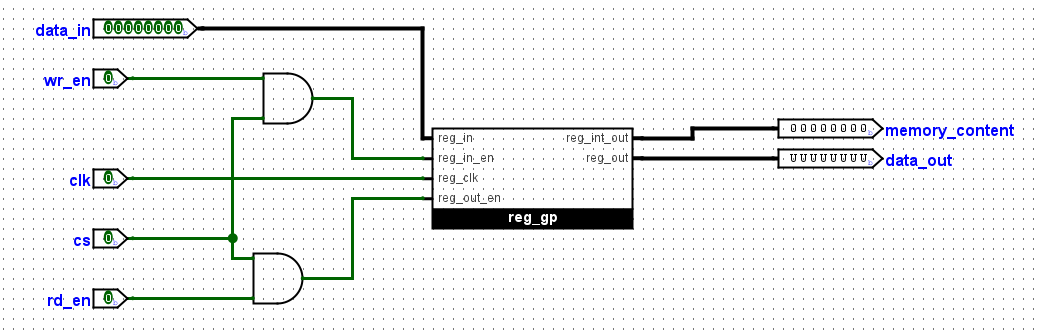 data_in 00000000
wr_en 0
clk 0
cs 0
rd_en 0
reg_in
reg_in_en
reg_clk
reg_out_en
reg_int_out
reg_out
reg_gp
00000000 memory_content
UUUUUUUU data_out